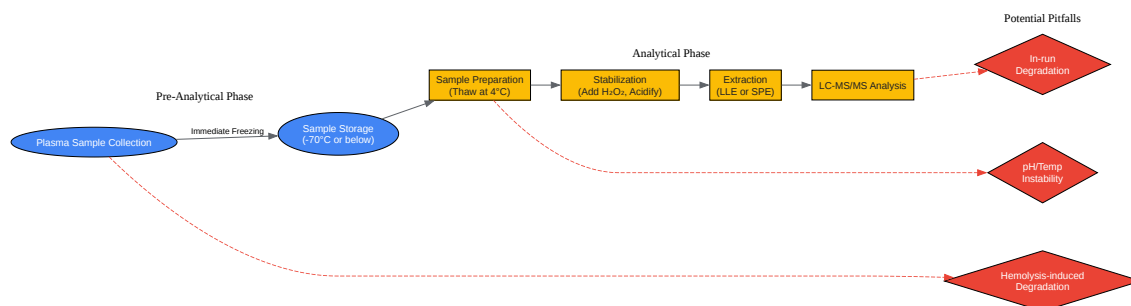 Potential Pitfalls
Analytical Phase
In-run
Degradation
Sample Preparation
(Thaw at 4°C)
Stabilization
(Add H₂O₂, Acidify)
Extraction
(LLE or SPE)
LC-MS/MS Analysis
Pre-Analytical Phase
Plasma Sample Collection
Immediate Freezing
Sample Storage
(-70°C or below)
pH/Temp
Instability
Hemolysis-induced
Degradation